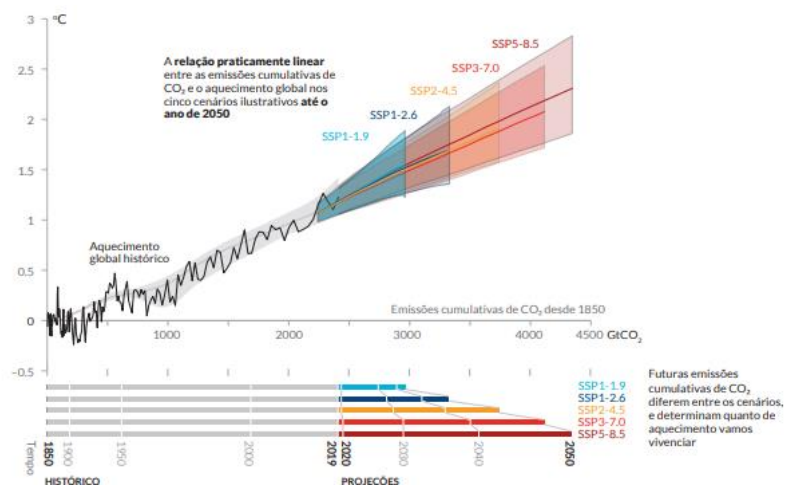 °C
3
2.5
2
1.5
1
0.5
0
−0.5
A relação praticamente linear
entre as emissões cumulativas de
CO₂ e o aquecimento global nos
cinco cenários ilustrativos até o
ano de 2050
SSP5-8.5
SSP3-7.0
SSP2-4.5
SSP1-2.6
SSP1-1.9
Aquecimento
global histórico
Emissões cumulativas de CO₂ desde 1850
1000
2000
3000
4000
4500 GtCO₂
SSP1-1.9
SSP1-2.6
SSP2-4.5
SSP3-7.0
SSP5-8.5
Futuras emissões
cumulativas de CO₂
diferem entre os cenários,
e determinam quanto de
aquecimento vamos
vivenciar
Tempo
1850
1900
1950
2000
2019
2020
2030
2040
2050
HISTÓRICO
PROJEÇÕES